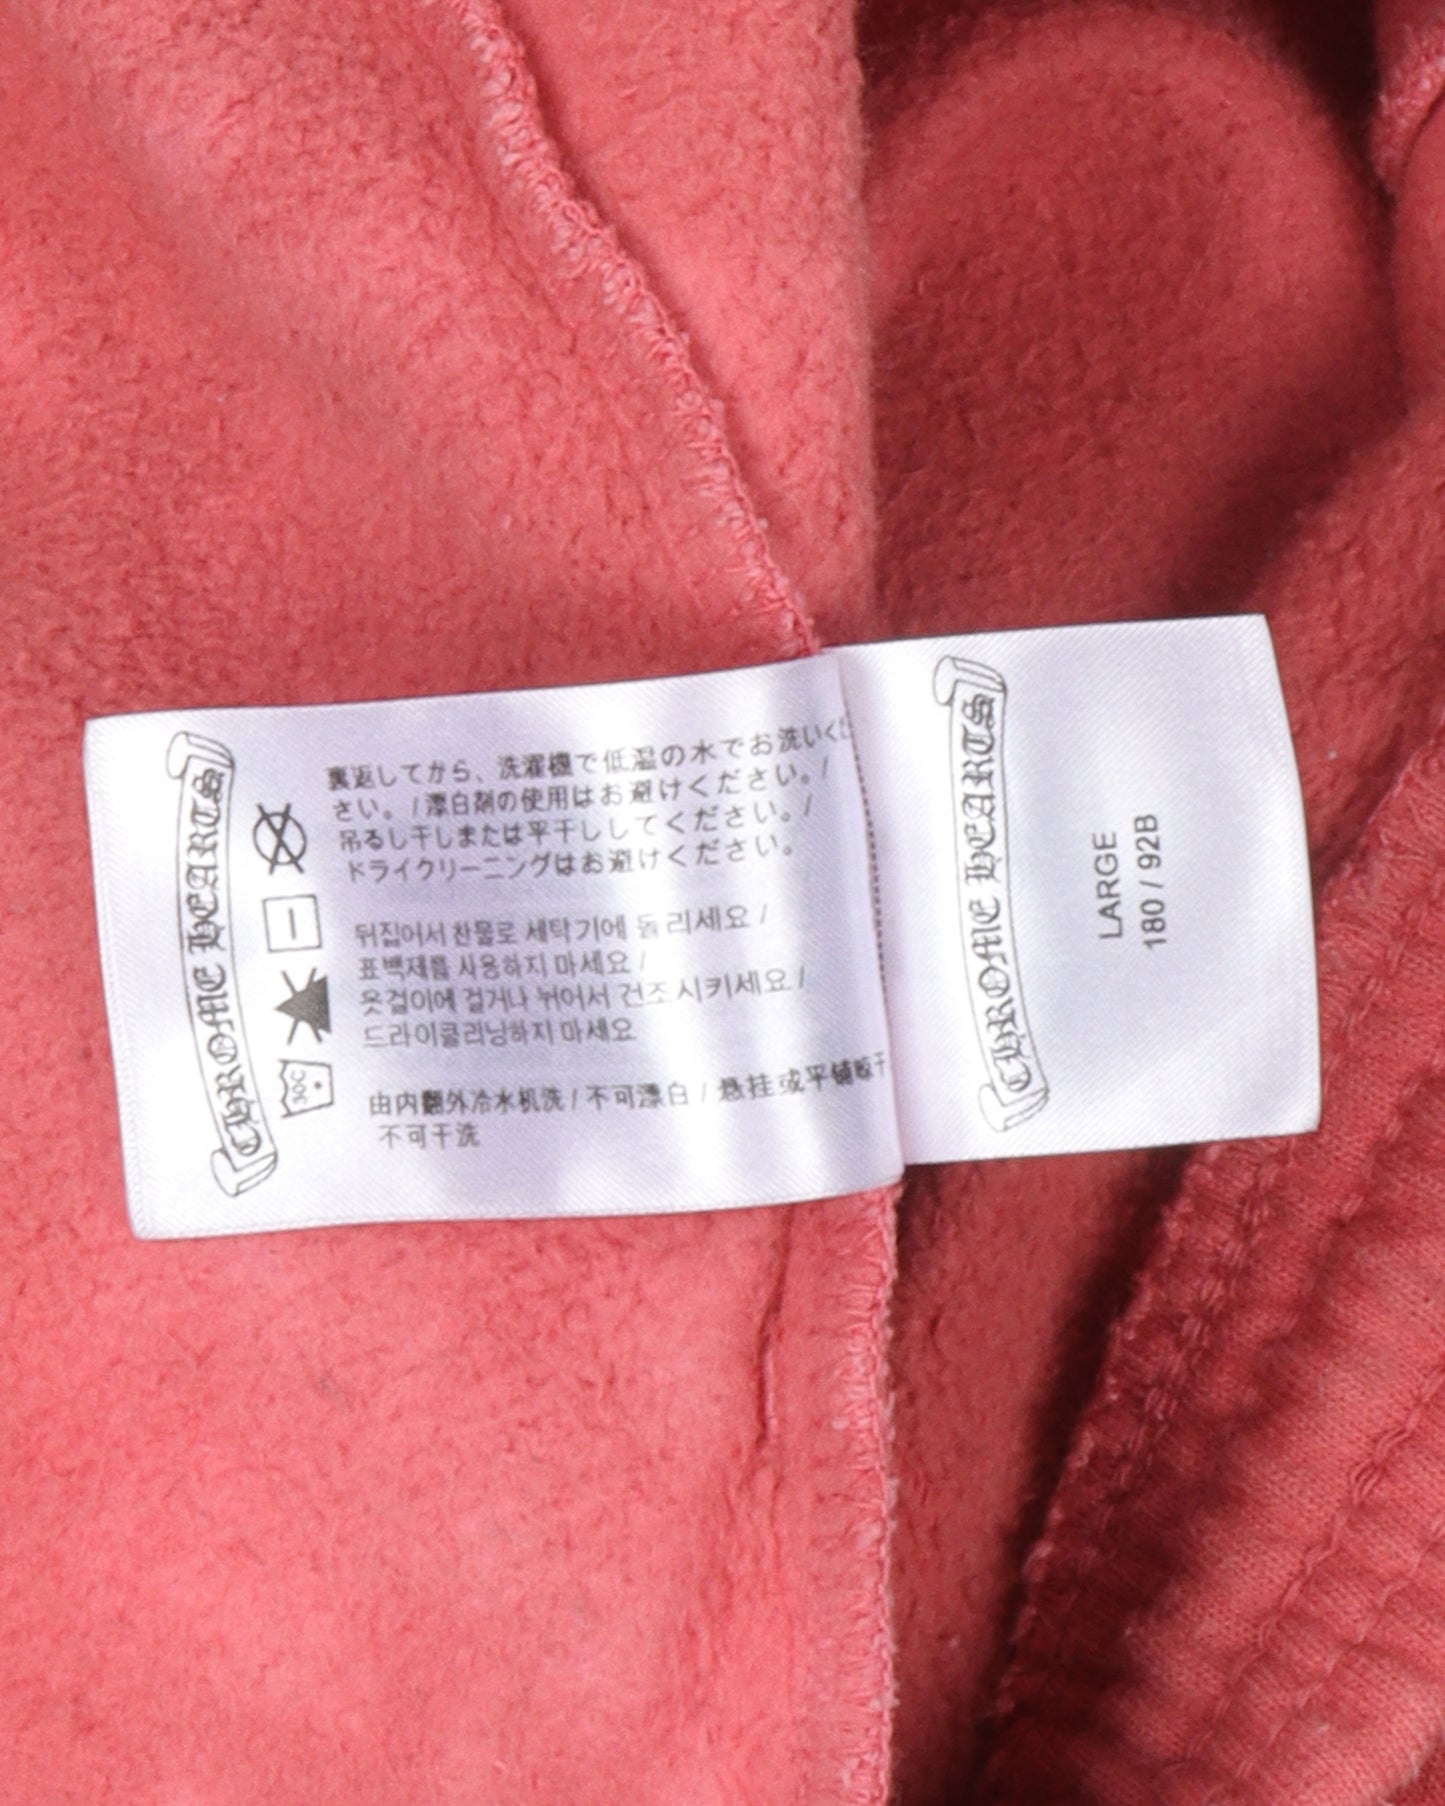 CHROME HEARTS
裏返してから、洗濯機で低温の水でお洗いくだ
さい。/漂白剤の使用はお避けください。/
吊るし干しまたは平干ししてください。/
ドライクリーニングはお避けください。
뒤집어서 찬물로 세탁기에 돌리세요 /
표백제를 사용하지 마세요 /
옷걸이에 걸거나 뉘어서 건조시키세요 /
드라이클리닝하지 마세요
由内翻外冷水机洗 / 不可漂白 / 悬挂或平铺晾干
不可干洗
30C
CHROME HEARTS
LARGE
180 / 92B